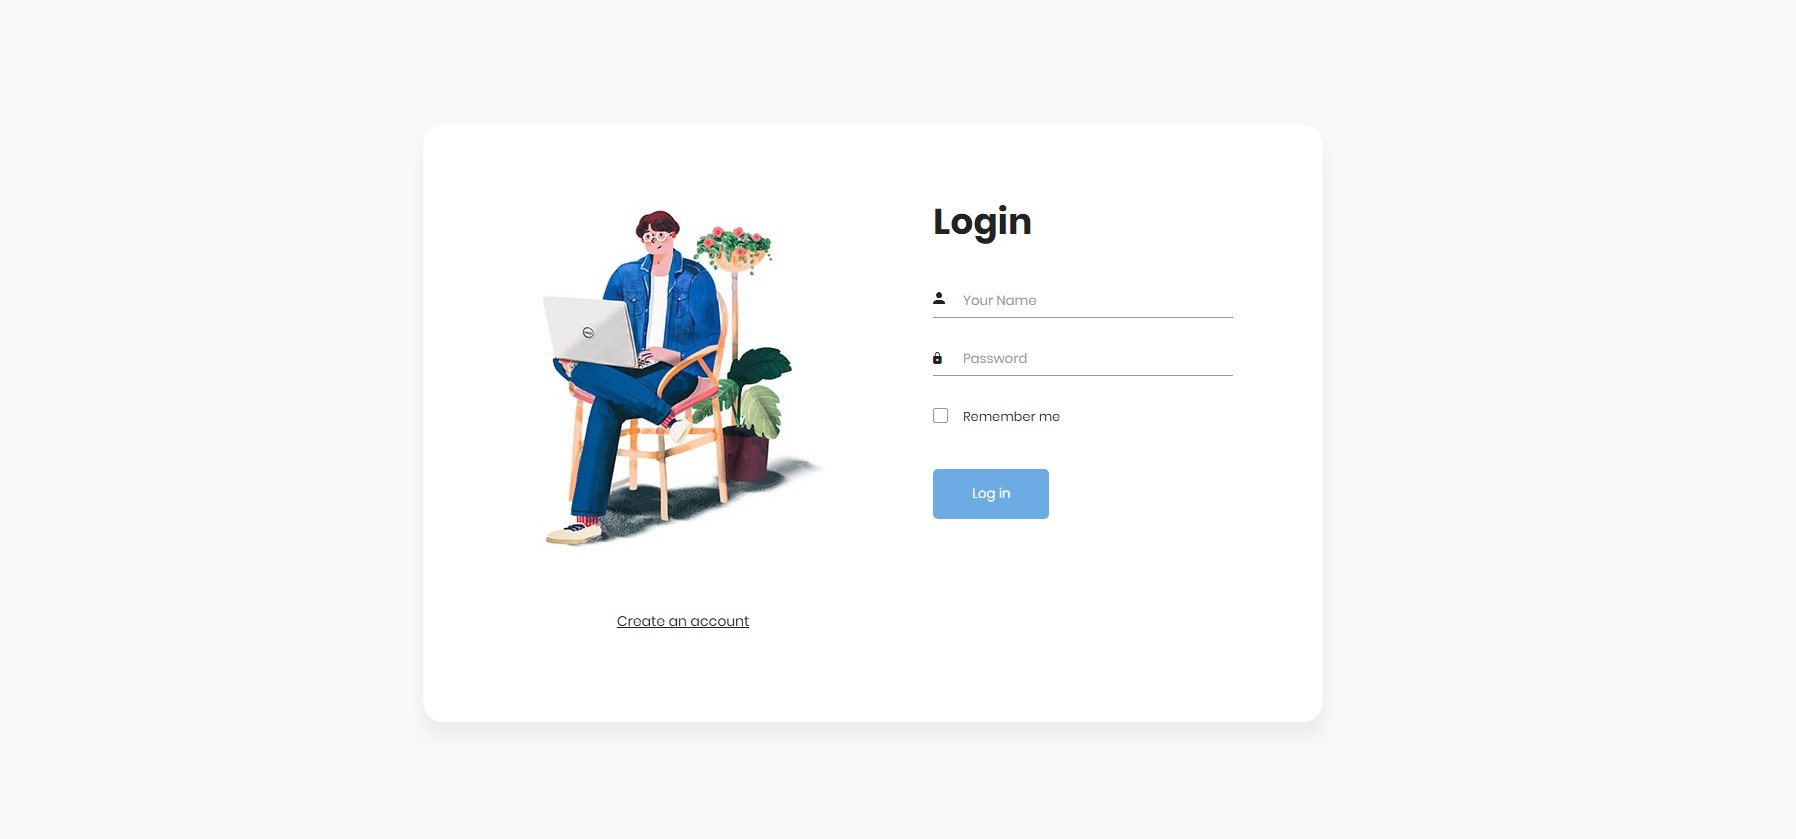 Login
Your Name
Password
Remember me
Log in
Create an account